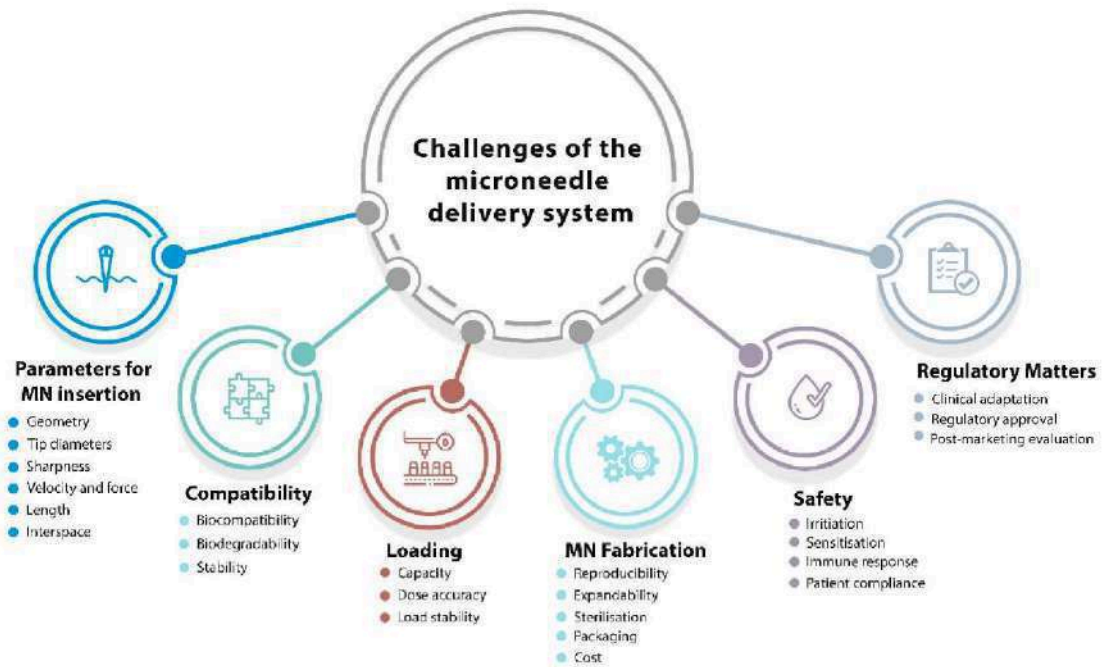 Challenges of the
microneedle
delivery system
Parameters for
MN insertion
Geometry
Tip diameters
Sharpness
Velocity and force
Length
Interspace
Compatibility
Biocompatibility
Biodegradability
Stability
Loading
Capacity
Dose accuracy
Load stability
MN Fabrication
Reproducibility
Expandability
Sterilisation
Packaging
Cost
Safety
Irritiation
Sensitisation
Immune response
Patient compliance
Regulatory Matters
Clinical adaptation
Regulatory approval
Post-marketing evaluation